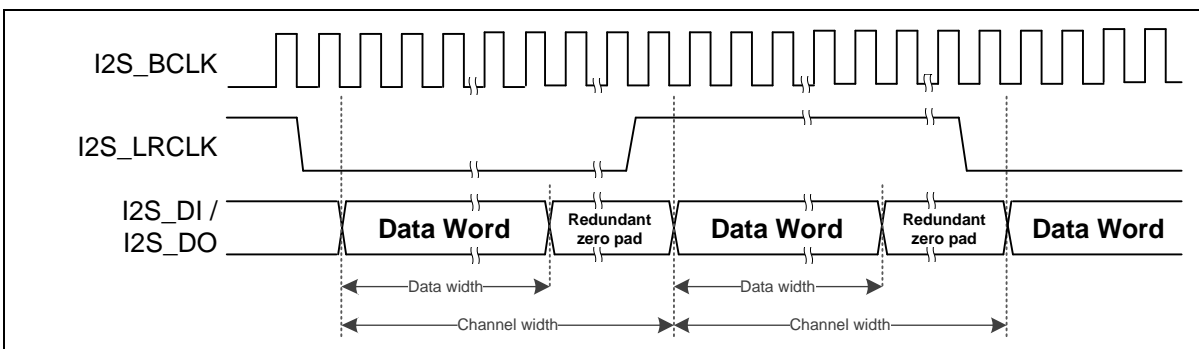 I2S_BCLK
I2S_LRCLK
I2S_DI /
I2S_DO
Data Word
Redundant
zero pad
Data Word
Redundant
zero pad
Data Word
Data width
Data width
Channel width
Channel width